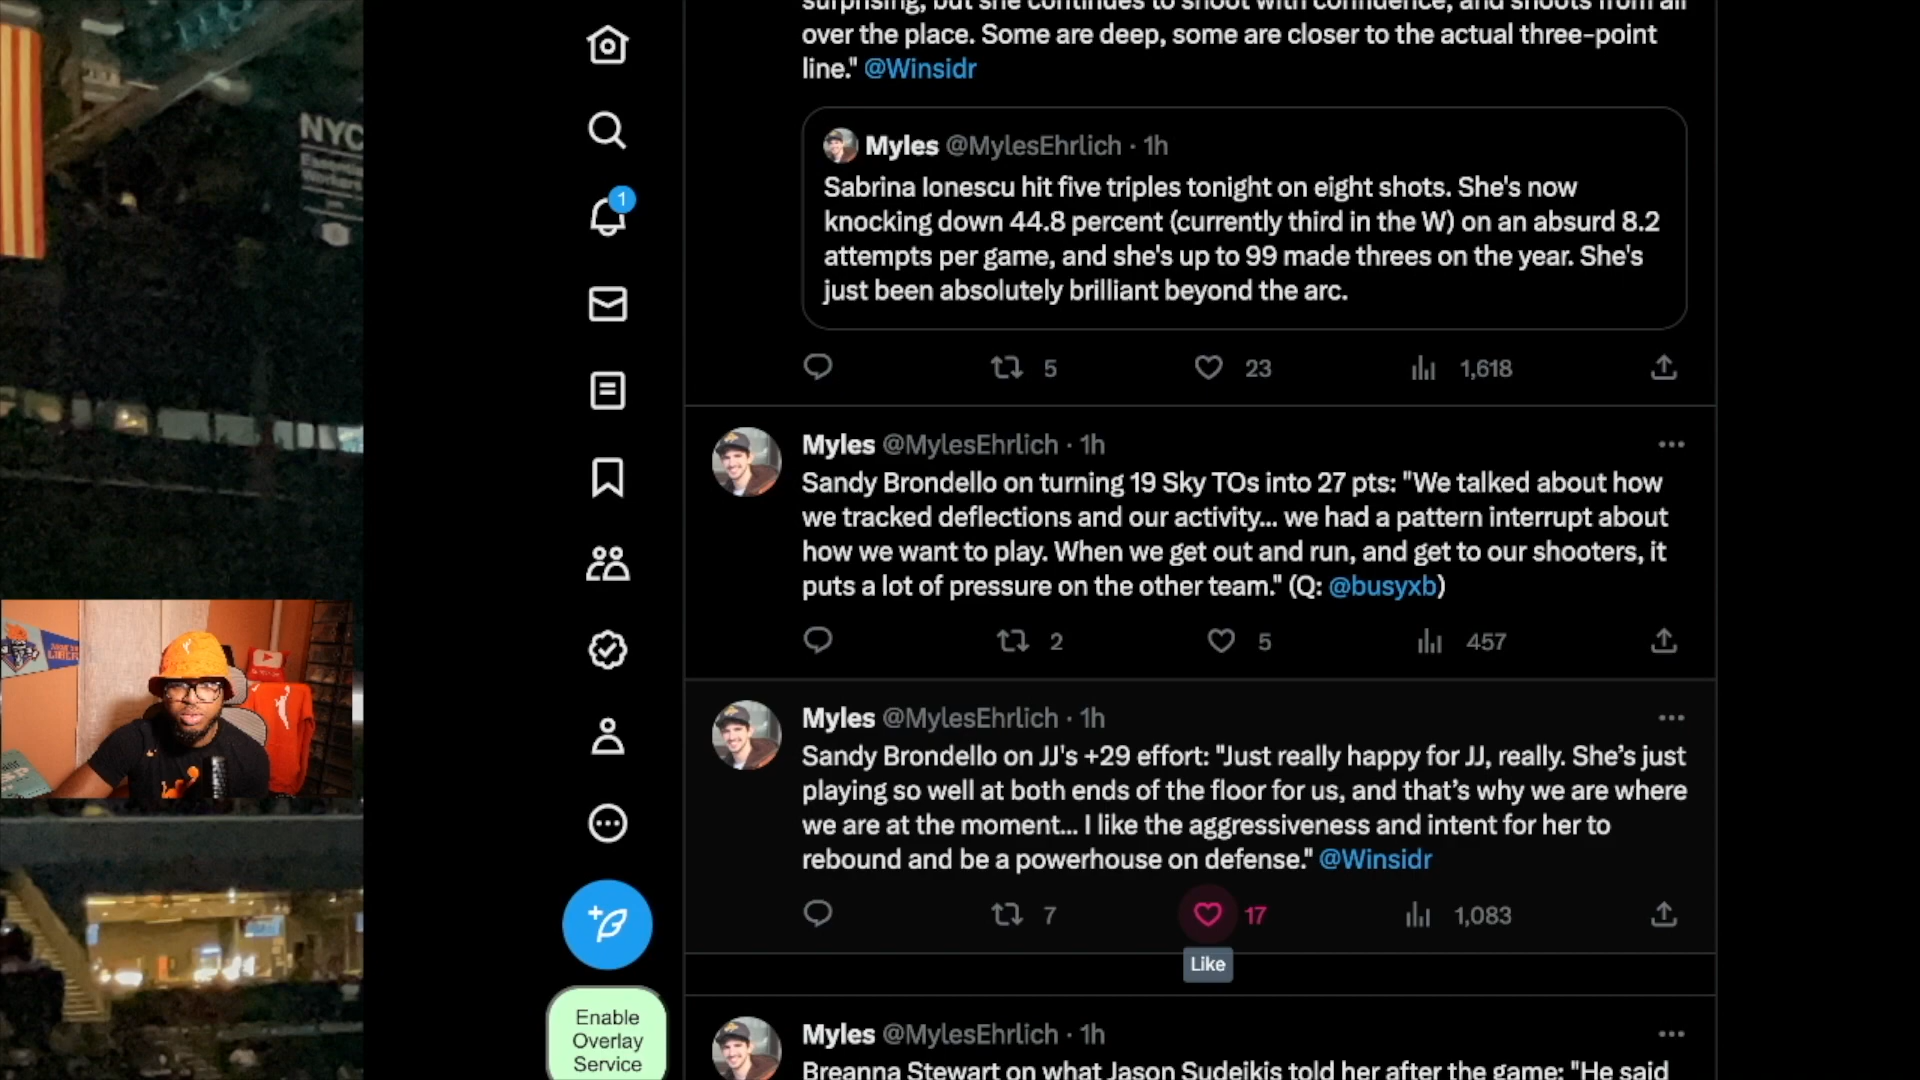 surprising, but she continues to shoot with confidence, and shoots from all
over the place. Some are deep, some are closer to the actual three-point
line." @Winsidr
Myles @MylesEhrlich · 1h
Sabrina Ionescu hit five triples tonight on eight shots. She's now
knocking down 44.8 percent (currently third in the W) on an absurd 8.2
attempts per game, and she's up to 99 made threes on the year. She's
just been absolutely brilliant beyond the arc.
5 23 1,618
Myles @MylesEhrlich · 1h
Sandy Brondello on turning 19 Sky TOs into 27 pts: "We talked about how
we tracked deflections and our activity... we had a pattern interrupt about
how we want to play. When we get out and run, and get to our shooters, it
puts a lot of pressure on the other team." (Q: @busyxb)
2 5 457
Myles @MylesEhrlich · 1h
Sandy Brondello on JJ's +29 effort: "Just really happy for JJ, really. She's just
playing so well at both ends of the floor for us, and that's why we are where
we are at the moment... I like the aggressiveness and intent for her to
rebound and be a powerhouse on defense." @Winsidr
7 17 1,083
Like
Myles @MylesEhrlich · 1h
Breanna Stewart on what Jason Sudeikis told her after the game: "He said
1
Enable
Overlay
Service
NYC